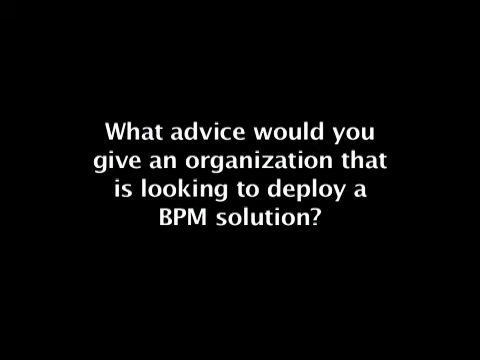 What advice would you
give an organization that
is looking to deploy a
BPM solution?